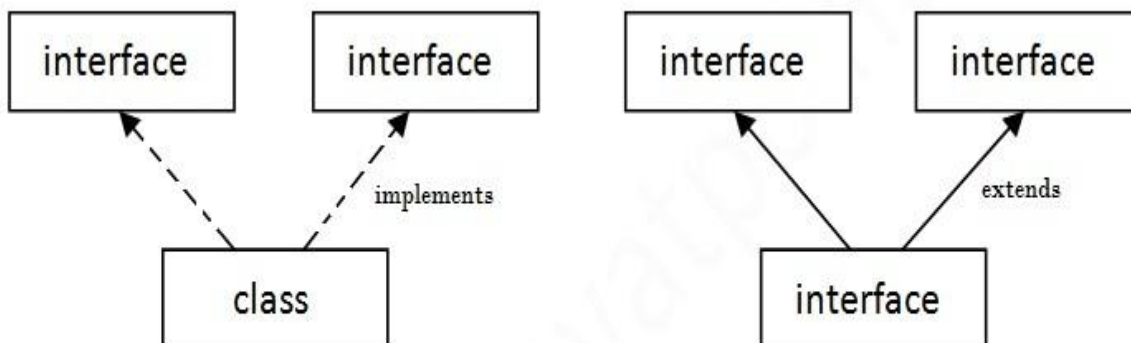 interface interface interface interface
implements extends
class interface